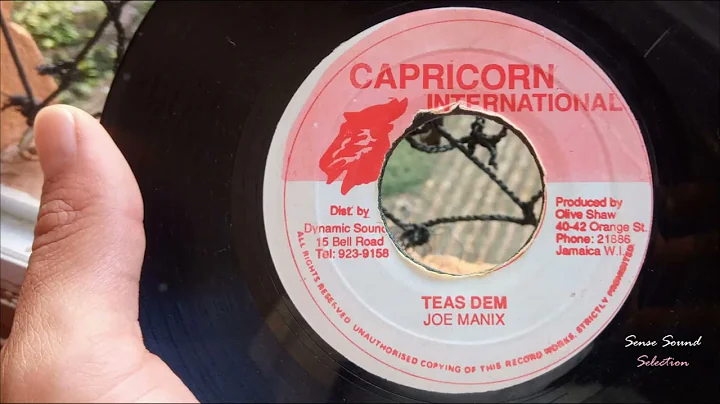 CAPRICORN
INTERNATIONAL
Dist. by
Dynamic Sound
15 Bell Road
Tel: 923-9158
Produced by
Olive Shaw
40-42 Orange St.
Phone: 21886
Jamaica W.I.
TEAS DEM
JOE MANIX
ALL RIGHTS RESERVED UNAUTHORISED COPYING OF THIS RECORD WORKS, STRICTLY PROHIBITED.
Sense Sound
Selection